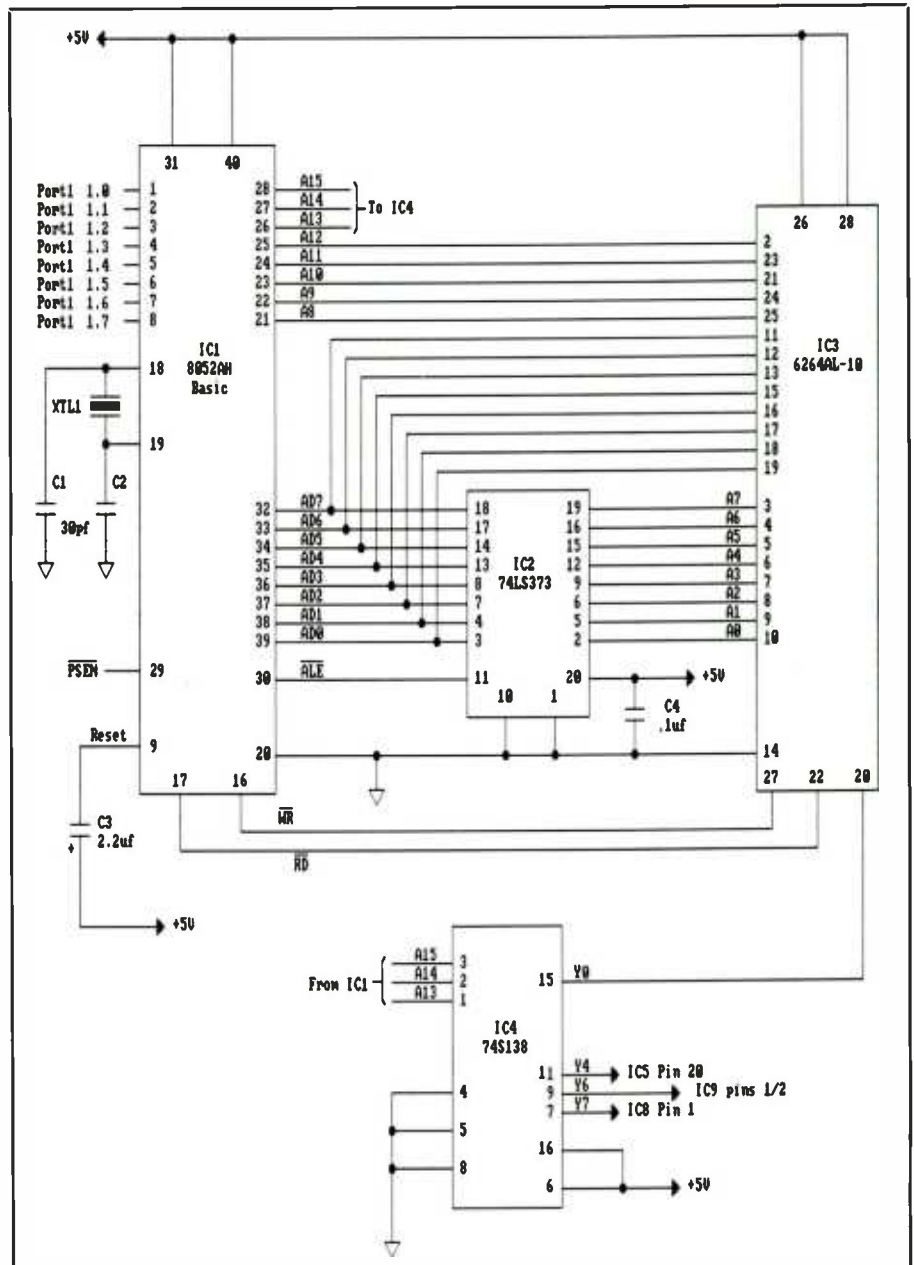 +5V
31 40
26 28
Port1 1.0 1
Port1 1.1 2
Port1 1.2 3
Port1 1.3 4
Port1 1.4 5
Port1 1.5 6
Port1 1.6 7
Port1 1.7 8
28 A15
27 A14
26 A13
To IC4
25 A12 2
24 A11 23
23 A10 21
22 A9 24
21 A8 25
11
12
13
15
16
17
18
19
IC1
8052AH
Basic
IC3
6264AL-10
18
XTL1
19
C1 C2
30pf
32 AD7 18 19 A7 3
33 AD6 17 16 A6 4
34 AD5 14 15 A5 5
35 AD4 13 12 A4 6
36 AD3 8 9 A3 7
37 AD2 7 6 A2 8
38 AD1 4 5 A1 9
39 AD0 3 2 A0 10
IC2
74LS373
PSEN 29
30 ALE 11 20 +5V
10 1
C4
.1uf
Reset 9
20 14
17 16
27 22 20
WR
RD
C3
2.2uf
+
+5V
From IC1
A15 3
A14 2
A13 1
15 Y0
IC4
74S138
11 Y4 IC5 Pin 20
9 Y6 IC9 pins 1/2
7 Y7 IC8 Pin 1
4
5
8
16
6 +5V